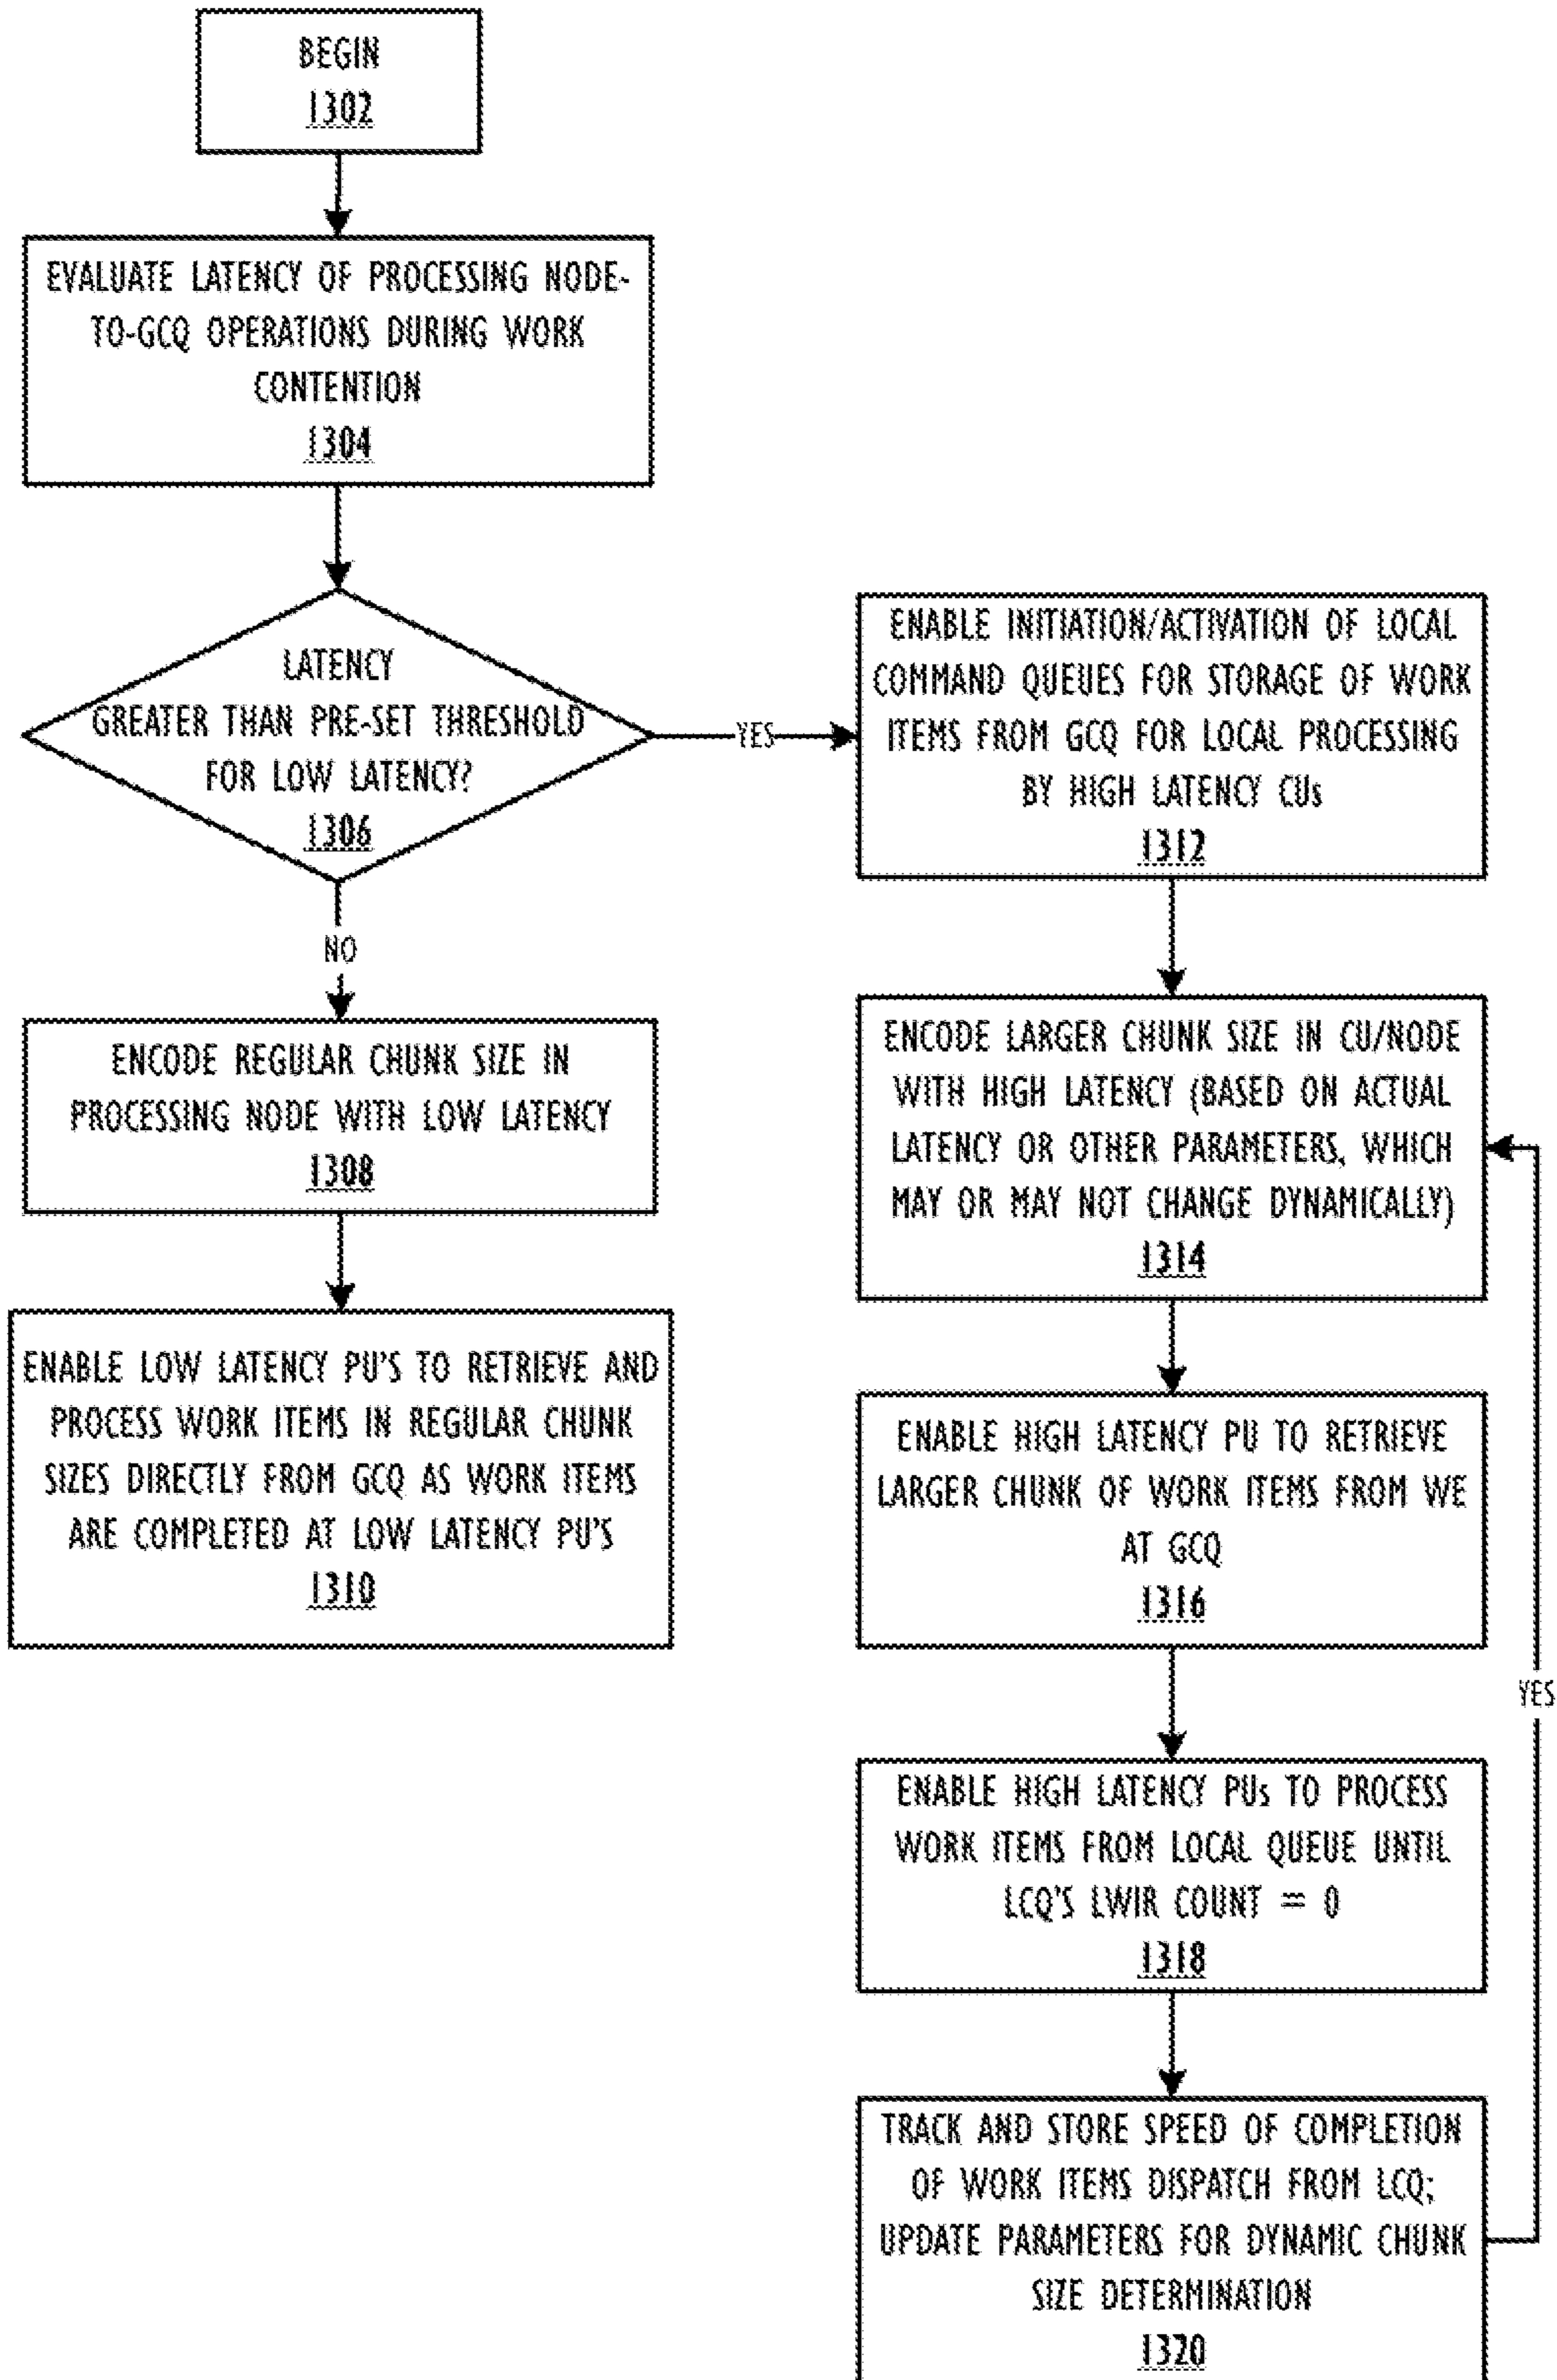 BEGIN
1302
EVALUATE LATENCY OF PROCESSING NODE-
TO-GCQ OPERATIONS DURING WORK
CONTENTION
1304
LATENCY
GREATER THAN PRE-SET THRESHOLD
FOR LOW LATENCY?
1306
NO
ENCODE REGULAR CHUNK SIZE IN
PROCESSING NODE WITH LOW LATENCY
1308
ENABLE LOW LATENCY PU'S TO RETRIEVE AND
PROCESS WORK ITEMS IN REGULAR CHUNK
SIZES DIRECTLY FROM GCQ AS WORK ITEMS
ARE COMPLETED AT LOW LATENCY PU'S
1310
YES
ENABLE INITIATION/ACTIVATION OF LOCAL
COMMAND QUEUES FOR STORAGE OF WORK
ITEMS FROM GCQ FOR LOCAL PROCESSING
BY HIGH LATENCY CUs
1312
ENCODE LARGER CHUNK SIZE IN CU/NODE
WITH HIGH LATENCY (BASED ON ACTUAL
LATENCY OR OTHER PARAMETERS, WHICH
MAY OR MAY NOT CHANGE DYNAMICALLY)
1314
ENABLE HIGH LATENCY PU TO RETRIEVE
LARGER CHUNK OF WORK ITEMS FROM WE
AT GCQ
1316
ENABLE HIGH LATENCY PUs TO PROCESS
WORK ITEMS FROM LOCAL QUEUE UNTIL
LCQ'S LWIR COUNT = 0
1318
TRACK AND STORE SPEED OF COMPLETION
OF WORK ITEMS DISPATCH FROM LCQ;
UPDATE PARAMETERS FOR DYNAMIC CHUNK
SIZE DETERMINATION
1320
YES